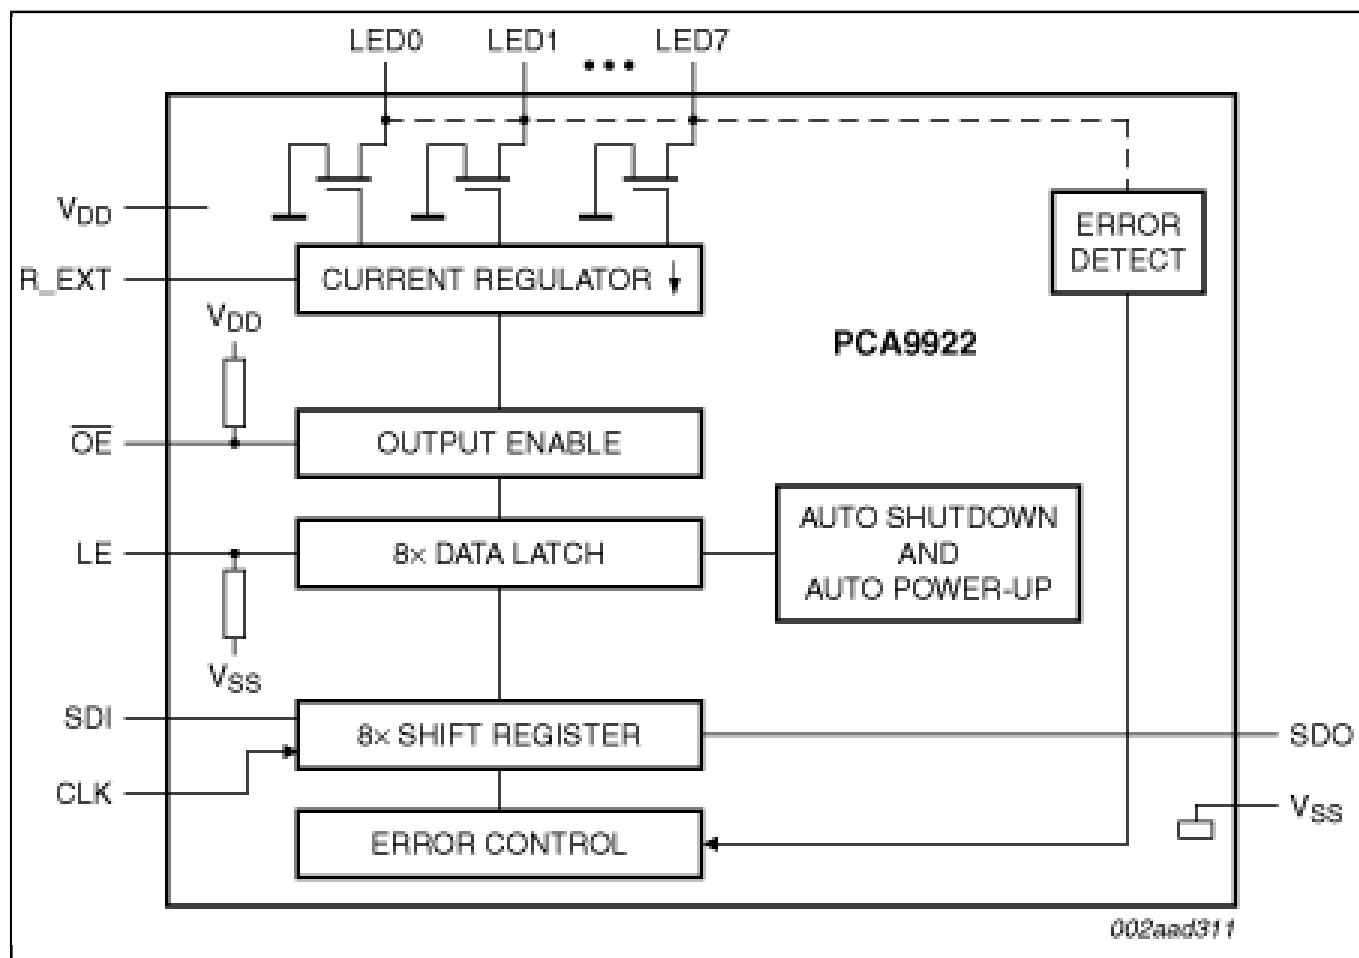 LED0 LED1 ••• LED7
VDD
ERROR
DETECT
R_EXT
CURRENT REGULATOR ↓
VDD
PCA9922
O̅E̅
OUTPUT ENABLE
AUTO SHUTDOWN
AND
AUTO POWER-UP
LE
8× DATA LATCH
VSS
SDI
8× SHIFT REGISTER
SDO
CLK
VSS
ERROR CONTROL
002aad311